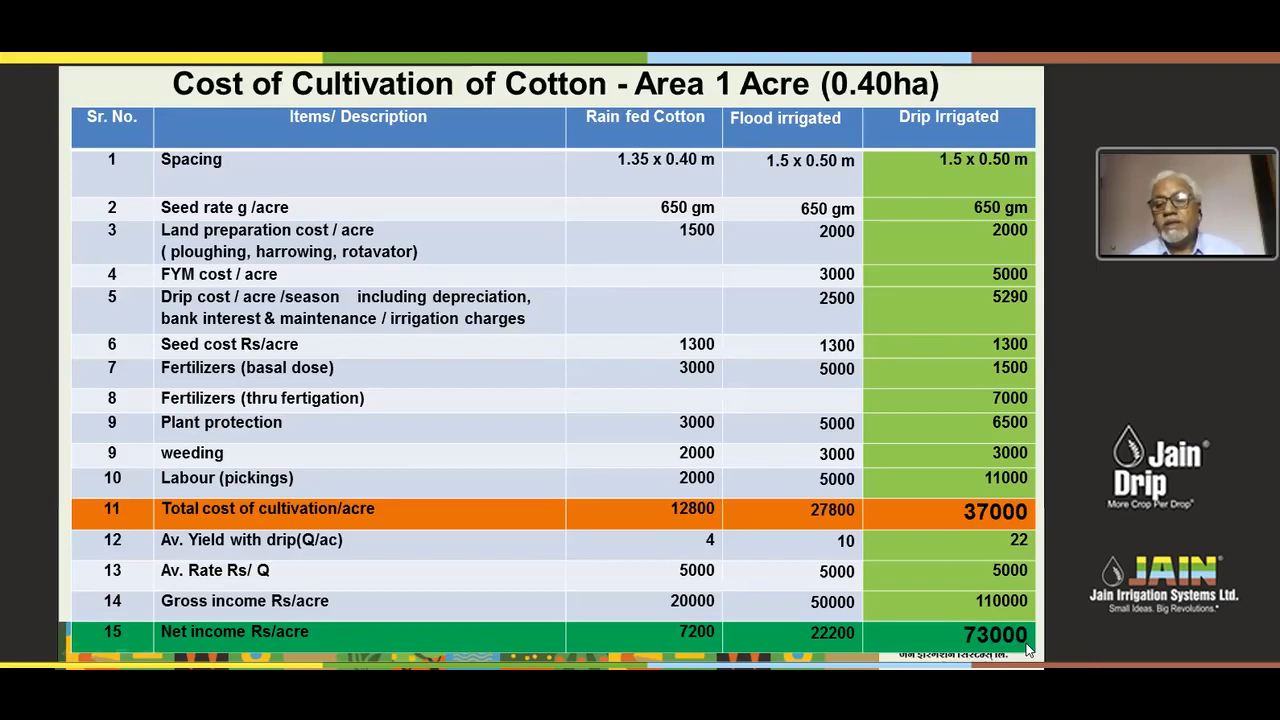 Cost of Cultivation of Cotton - Area 1 Acre (0.40ha)
Sr. No. Items/ Description Rain fed Cotton Flood irrigated Drip Irrigated
1 Spacing 1.35 x 0.40 m 1.5 x 0.50 m 1.5 x 0.50 m
2 Seed rate g /acre 650 gm 650 gm 650 gm
3 Land preparation cost / acre 1500 2000 2000
( ploughing, harrowing, rotavator)
4 FYM cost / acre 3000 5000
5 Drip cost / acre /season including depreciation, 2500 5290
bank interest & maintenance / irrigation charges
6 Seed cost Rs/acre 1300 1300 1300
7 Fertilizers (basal dose) 3000 5000 1500
8 Fertilizers (thru fertigation) 7000
9 Plant protection 3000 5000 6500
9 weeding 2000 3000 3000
10 Labour (pickings) 2000 5000 11000
11 Total cost of cultivation/acre 12800 27800 37000
12 Av. Yield with drip(Q/ac) 4 10 22
13 Av. Rate Rs/ Q 5000 5000 5000
14 Gross income Rs/acre 20000 50000 110000
15 Net income Rs/acre 7200 22200 73000
Jain®
Drip
More Crop Per Drop®
JAIN®
Jain Irrigation Systems Ltd.
Small Ideas. Big Revolutions.®